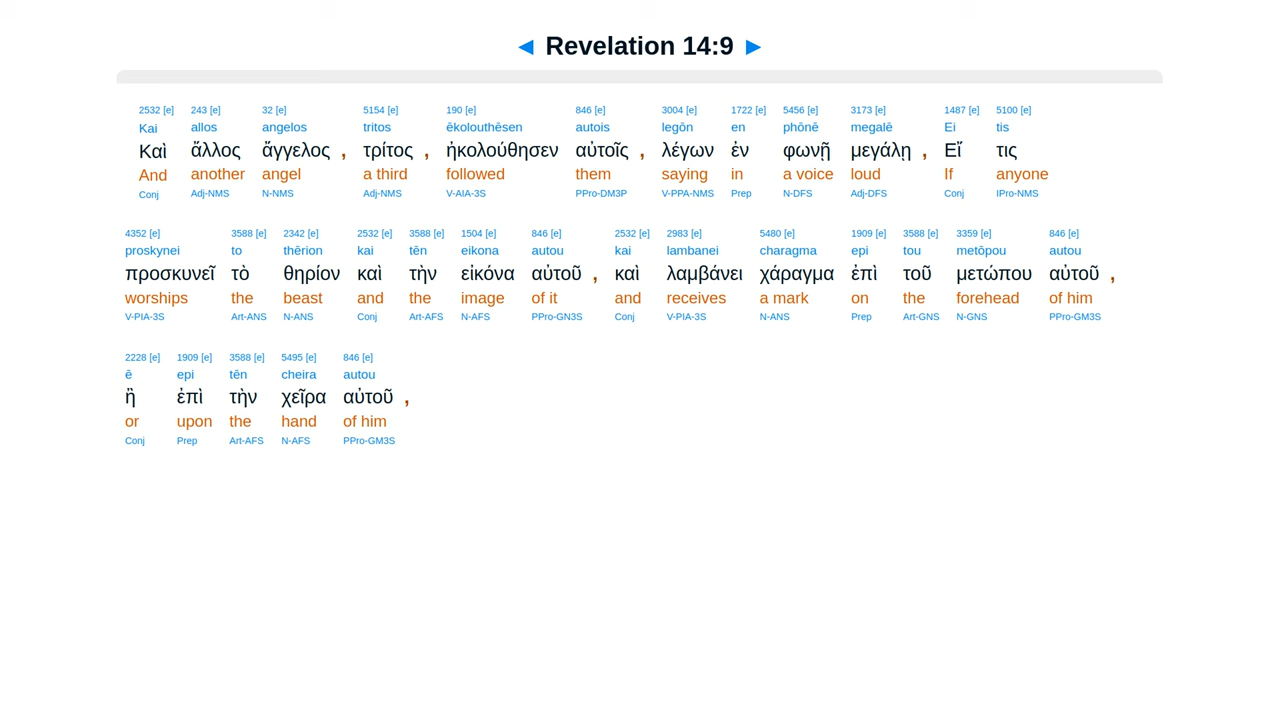 ◄ Revelation 14:9 ►
2532 [e] 243 [e] 32 [e] 5154 [e] 190 [e] 846 [e] 3004 [e] 1722 [e] 5456 [e] 3173 [e] 1487 [e] 5100 [e]
Kai allos angelos tritos ēkolouthēsen autois legōn en phōnē megalē Ei tis
Καὶ ἄλλος ἄγγελος , τρίτος , ἠκολούθησεν αὐτοῖς , λέγων ἐν φωνῇ μεγάλῃ , Εἴ τις
And another angel a third followed them saying in a voice loud If anyone
Conj Adj-NMS N-NMS Adj-NMS V-AIA-3S PPro-DM3P V-PPA-NMS Prep N-DFS Adj-DFS Conj IPro-NMS
4352 [e] 3588 [e] 2342 [e] 2532 [e] 3588 [e] 1504 [e] 846 [e] 2532 [e] 2983 [e] 5480 [e] 1909 [e] 3588 [e] 3359 [e] 846 [e]
proskynei to thērion kai tēn eikona autou kai lambanei charagma epi tou metōpou autou
προσκυνεῖ τὸ θηρίον καὶ τὴν εἰκόνα αὐτοῦ , καὶ λαμβάνει χάραγμα ἐπὶ τοῦ μετώπου αὐτοῦ ,
worships the beast and the image of it and receives a mark on the forehead of him
V-PIA-3S Art-ANS N-ANS Conj Art-AFS N-AFS PPro-GN3S Conj V-PIA-3S N-ANS Prep Art-GNS N-GNS PPro-GM3S
2228 [e] 1909 [e] 3588 [e] 5495 [e] 846 [e]
ē epi tēn cheira autou
ἢ ἐπὶ τὴν χεῖρα αὐτοῦ ,
or upon the hand of him
Conj Prep Art-AFS N-AFS PPro-GM3S